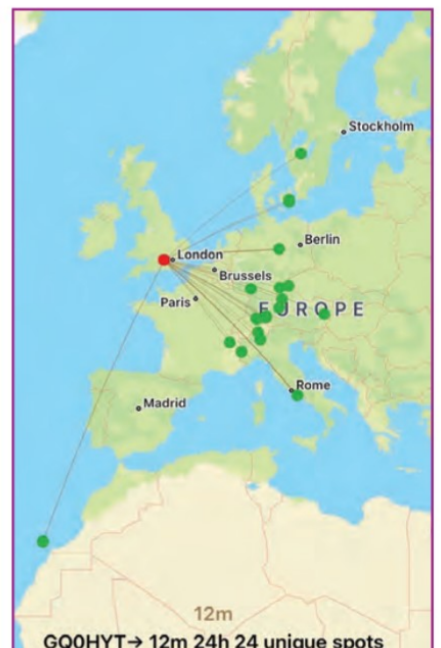 Stockholm
Berlin
London
Brussels
Paris
EUROPE
Rome
Madrid
12m
GQ0HYT→ 12m 24h 24 unique spots